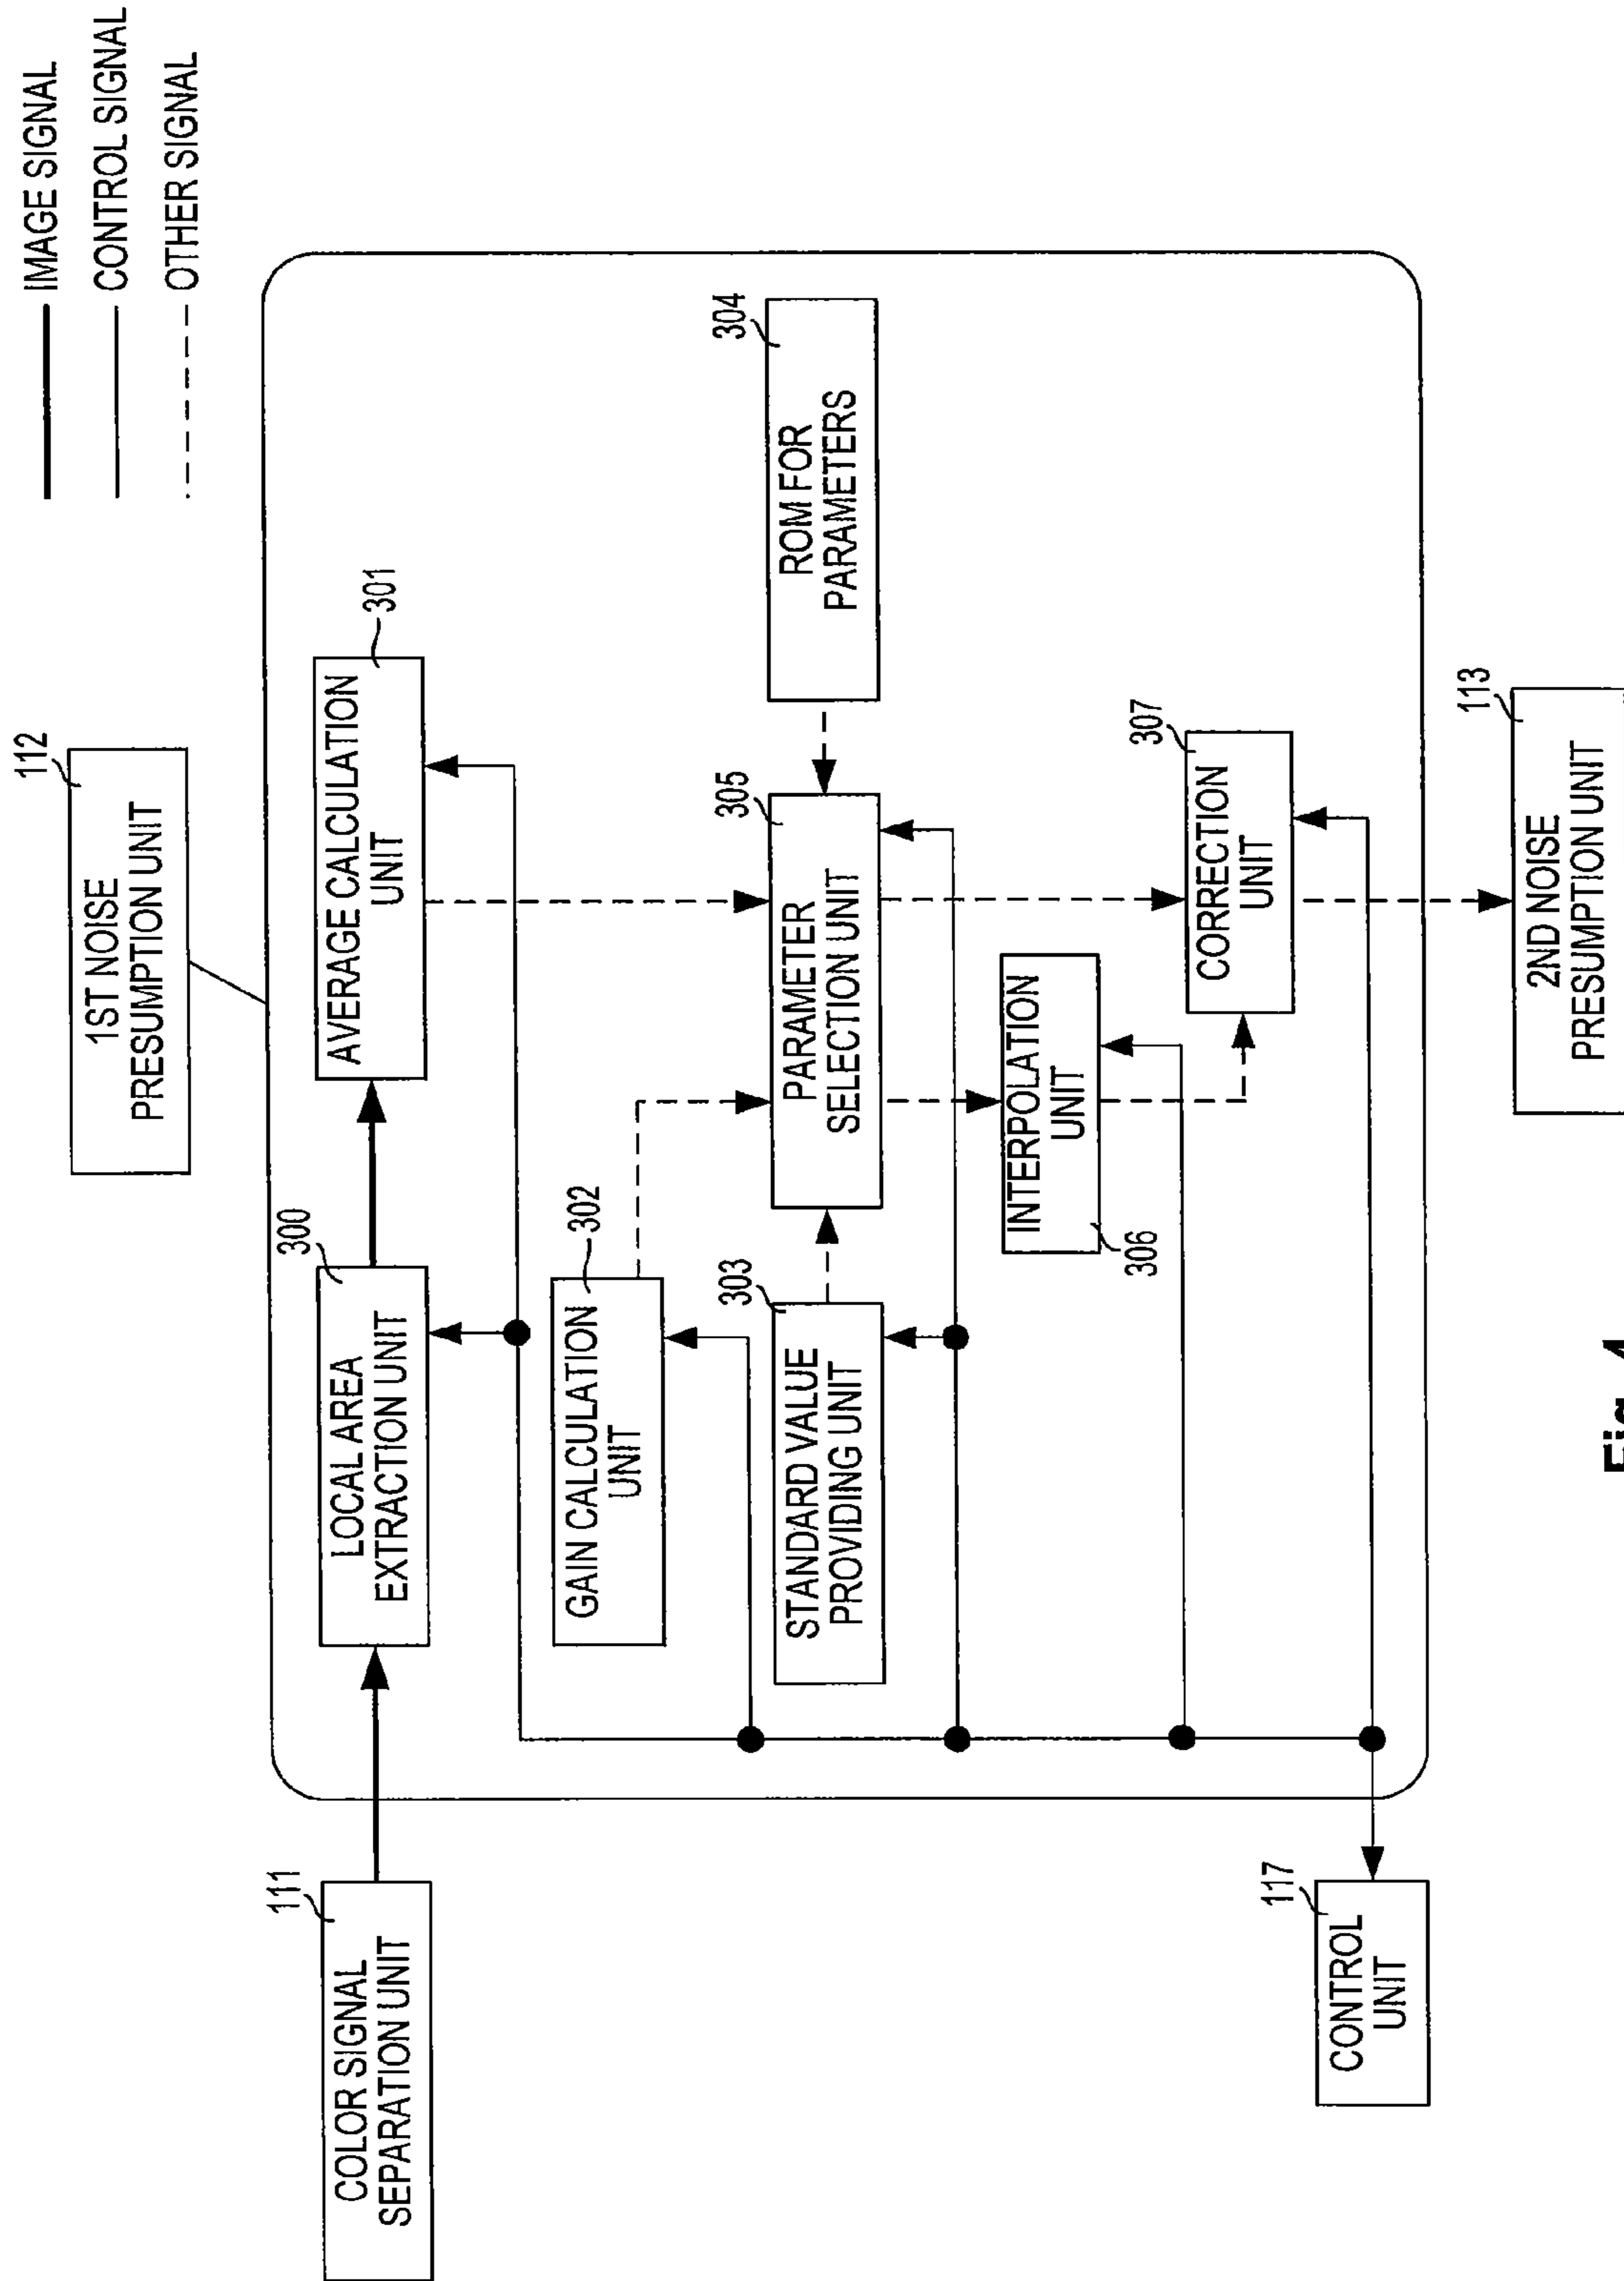 IMAGE SIGNAL
CONTROL SIGNAL
OTHER SIGNAL
112
1ST NOISE
PRESUMPTION UNIT
111
COLOR SIGNAL
SEPARATION UNIT
300
LOCAL AREA
EXTRACTION UNIT
301
AVERAGE CALCULATION
UNIT
302
GAIN CALCULATION
UNIT
303
STANDARD VALUE
PROVIDING UNIT
305
PARAMETER
SELECTION UNIT
304
ROM FOR
PARAMETERS
INTERPOLATION
UNIT
306
307
CORRECTION
UNIT
117
CONTROL
UNIT
113
2ND NOISE
PRESUMPTION UNIT
Fig. 4